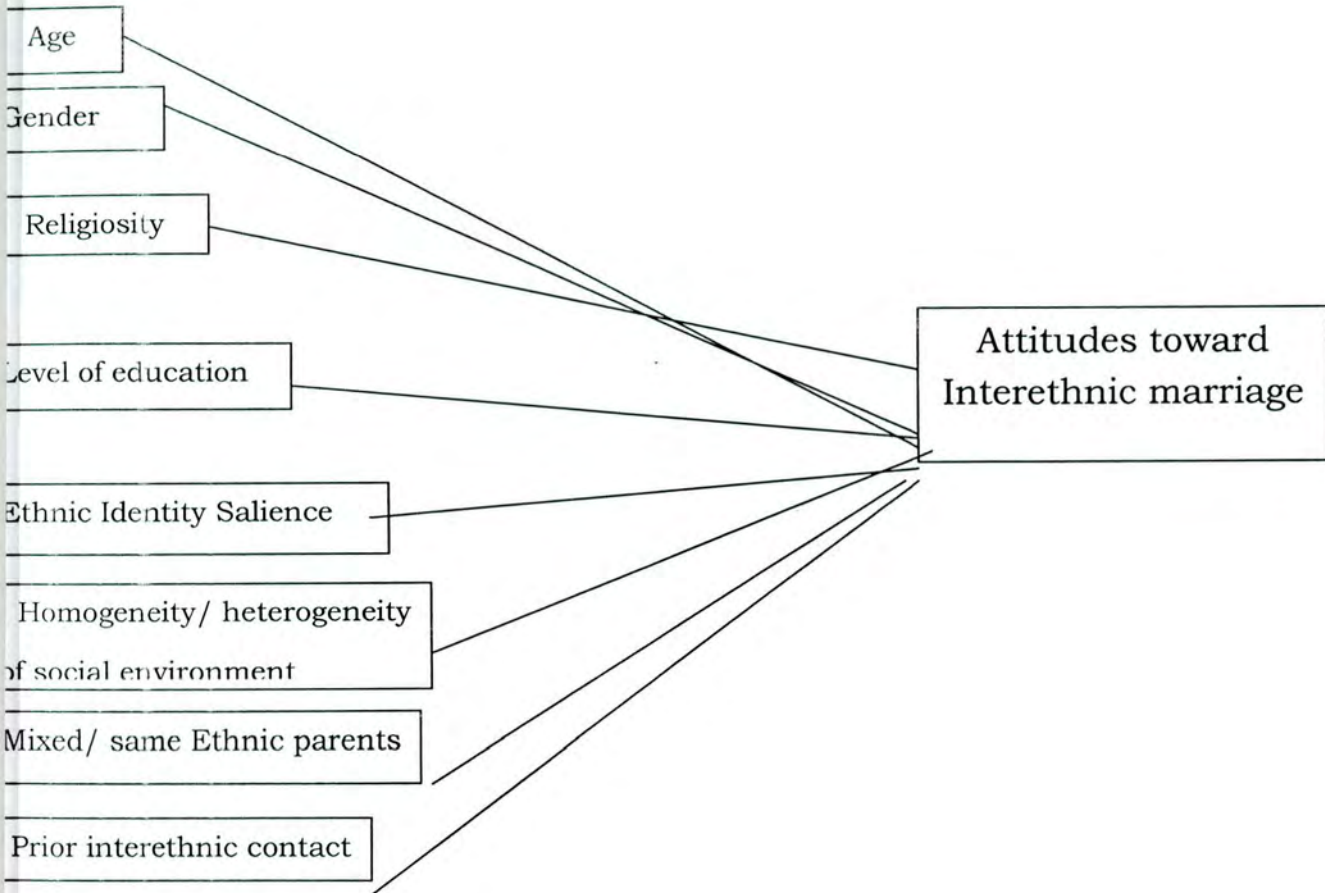 Age
Gender
Religiosity
Level of education
Ethnic Identity Salience
Homogeneity/ heterogeneity
of social environment
Mixed/ same Ethnic parents
Prior interethnic contact
Attitudes toward
Interethnic marriage